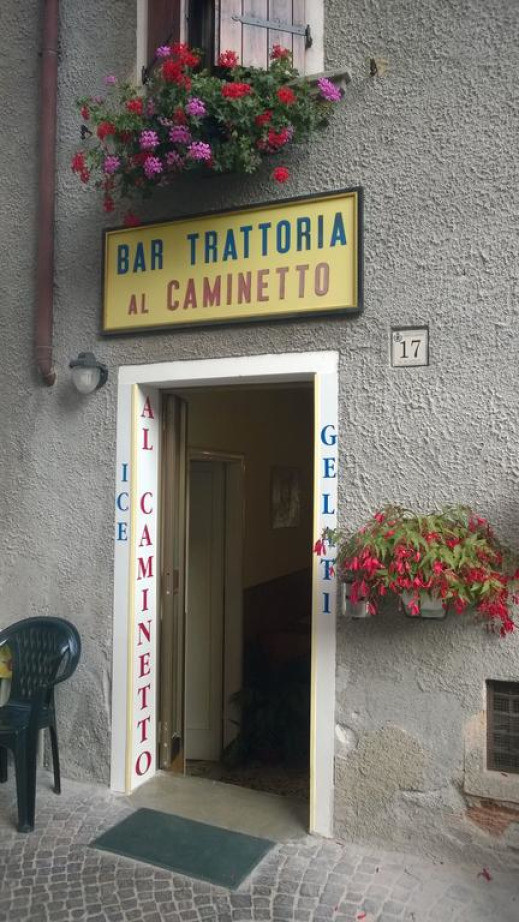 BAR TRATTORIA
AL CAMINETTO
17
ICE
AL CAMINETTO
GELATI